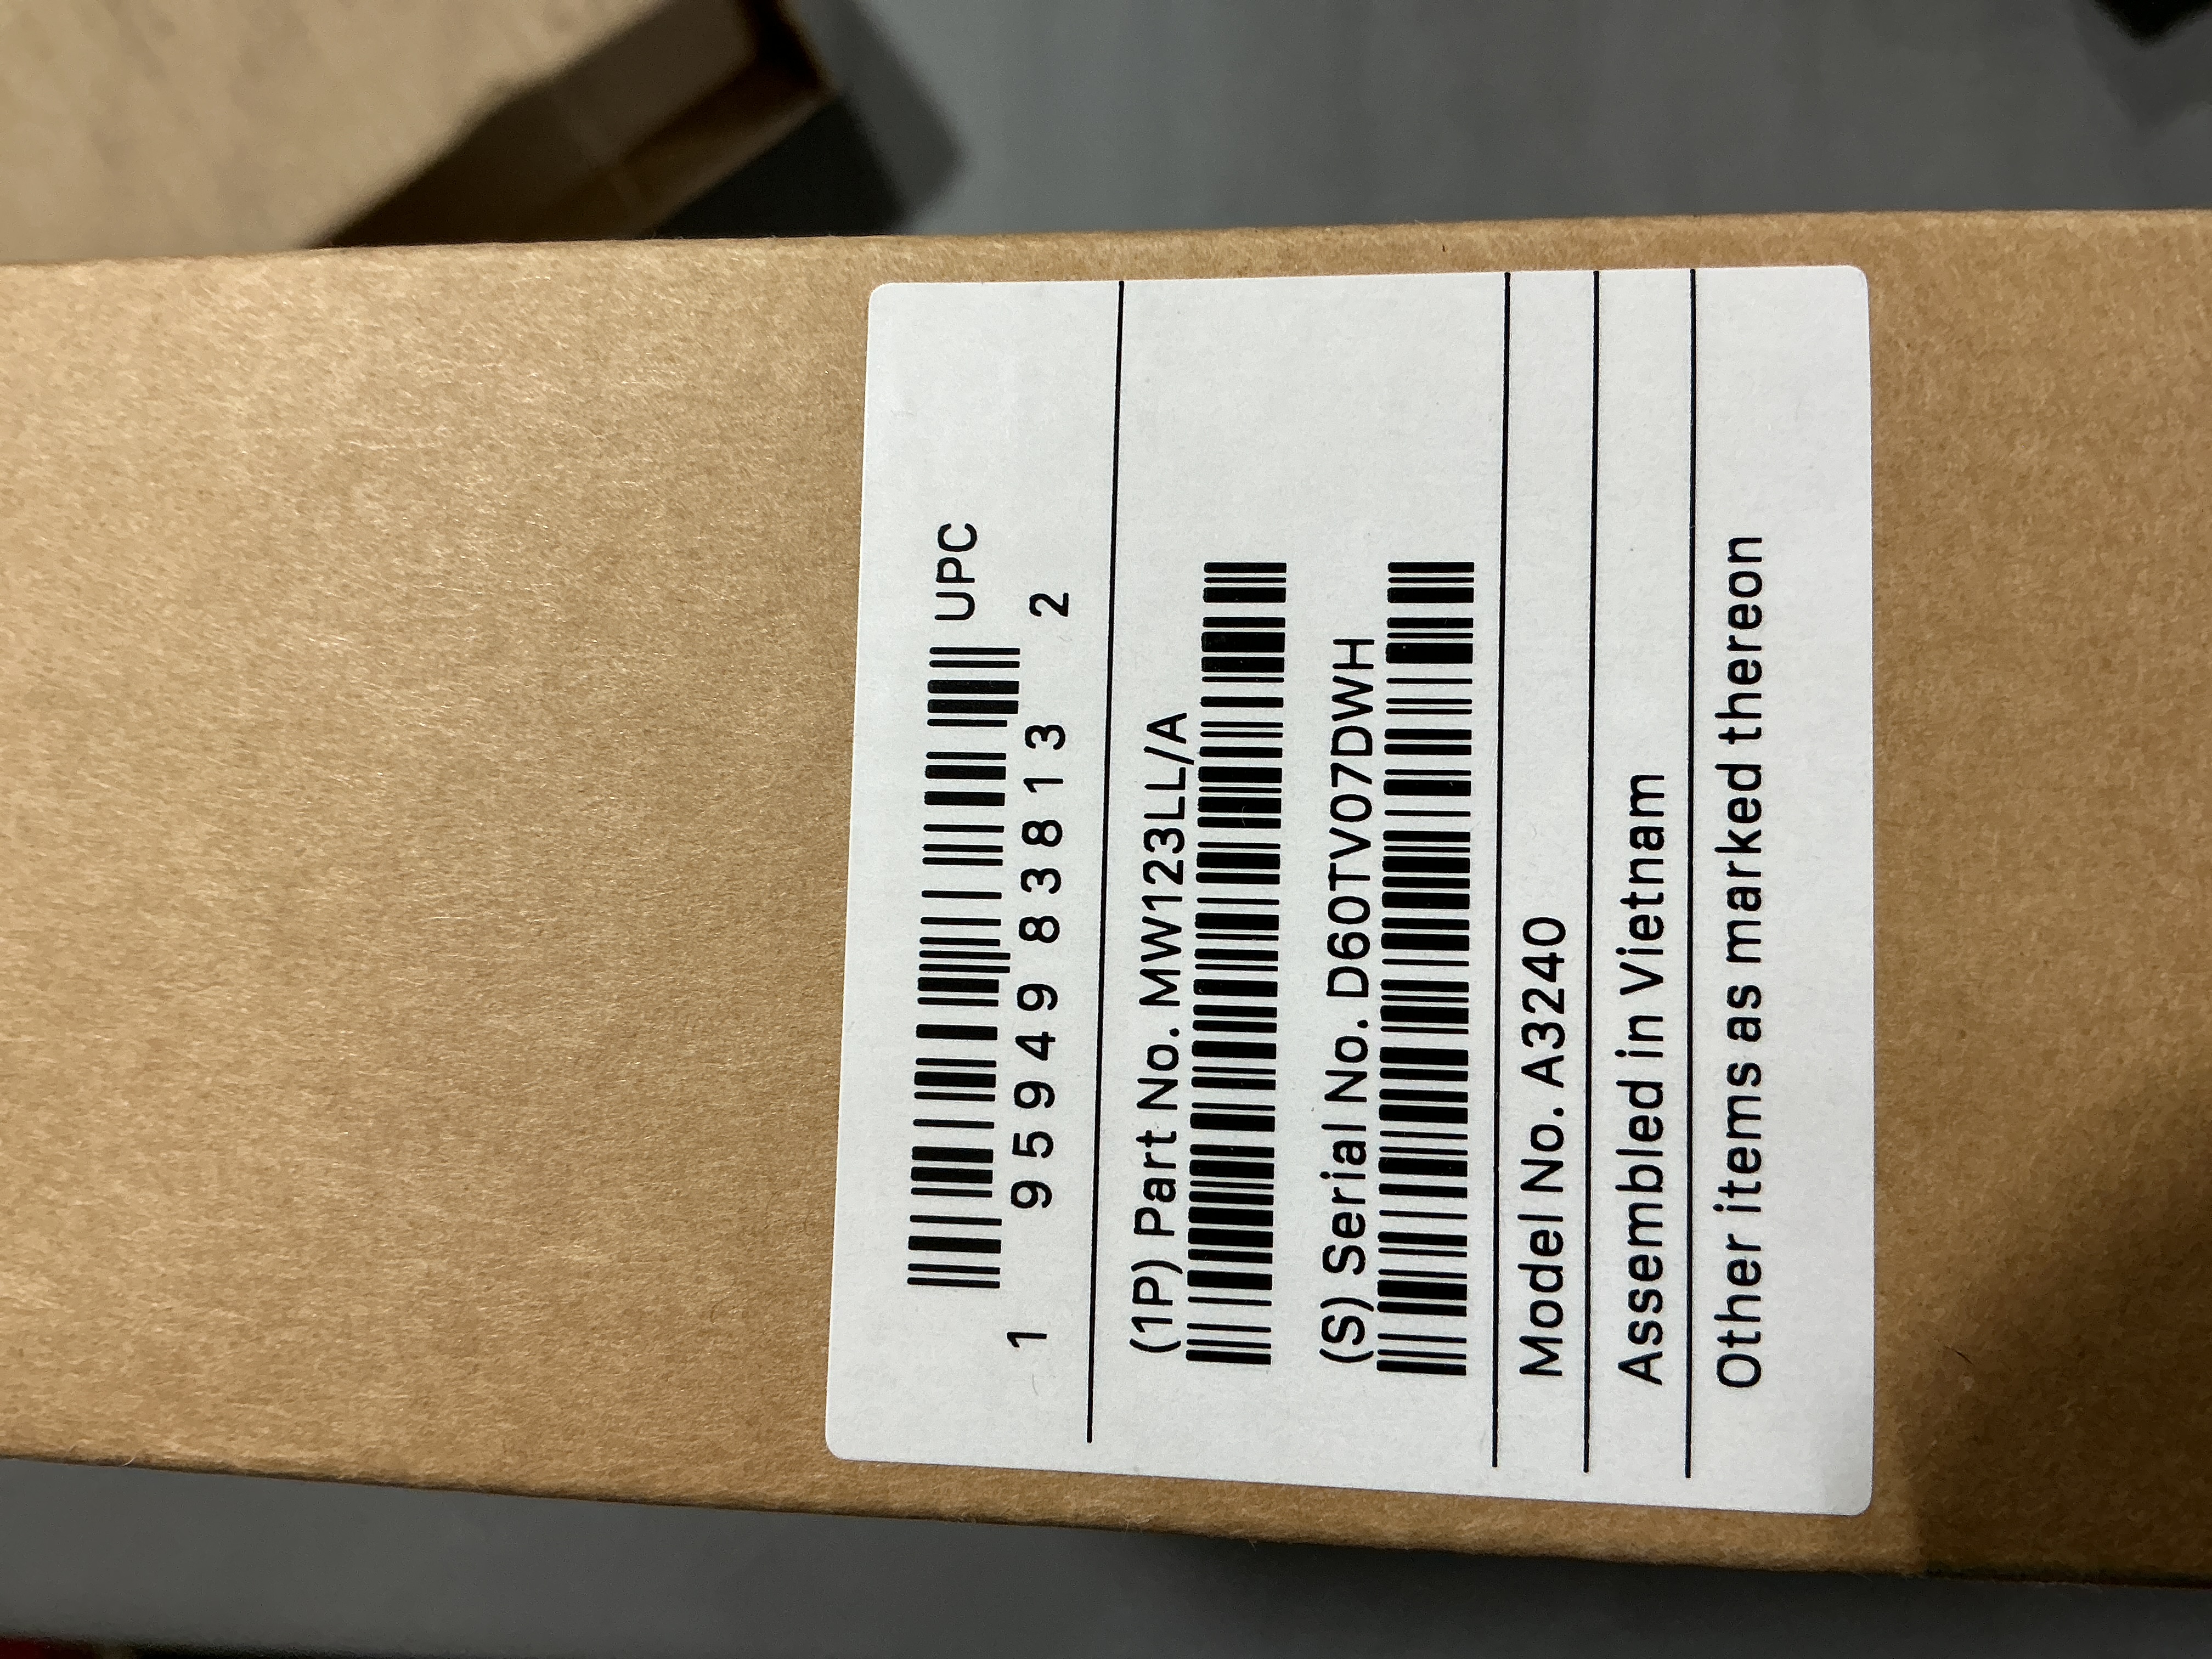 UPC
1 95949 83813 2
(1P) Part No. MW123LL/A
(S) Serial No. D60TV07DWH
Model No. A3240
Assembled in Vietnam
Other items as marked thereon